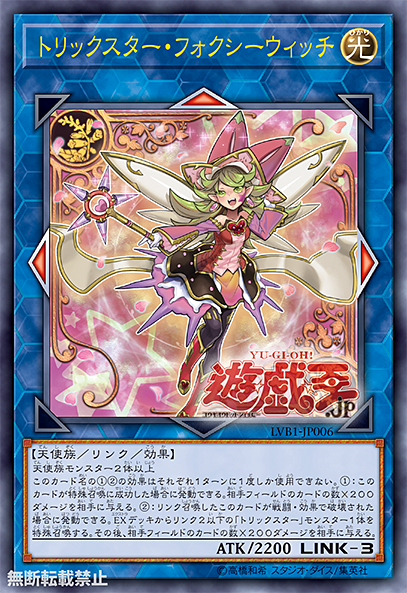 トリックスター・フォクシーウィッチ
光
YU-GI-OH!
遊戯王.jp
LVB1-JP006
【天使族／リンク／効果】
天使族モンスター2体以上
このカード名の①②の効果はそれぞれ1ターンに1度しか使用できない。①：この
カードが特殊召喚に成功した場合に発動できる。相手フィールドのカードの数×200
ダメージを相手に与える。②：リンク召喚したこのカードが戦闘・効果で破壊された
場合に発動できる。EXデッキからリンク2以下の「トリックスター」モンスター1体を
特殊召喚する。その後、相手フィールドのカードの数×200ダメージを相手に与える。
ATK/2200 LINK-3
無断転載禁止
©高橋和希 スタジオ・ダイス/集英社